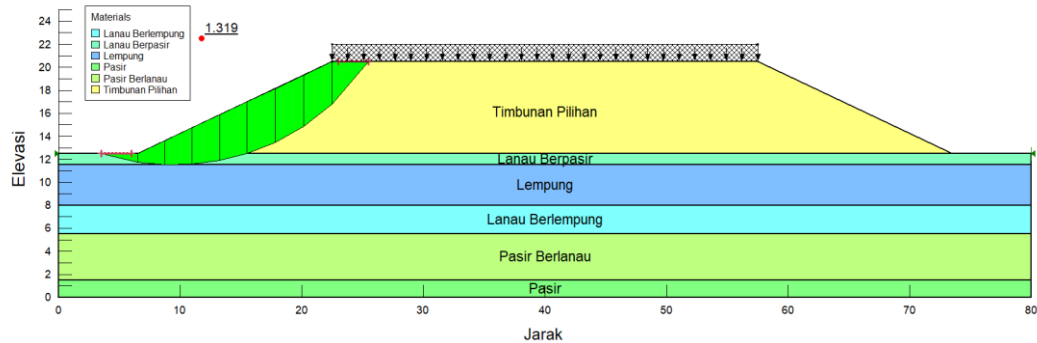 Materials
Lanau Berlempung
Lanau Berpasir
Lempung
Pasir
Pasir Berlanau
Timbunan Pilihan
1.319
Elevasi
24
22
20
18
16
14
12
10
8
6
4
2
0
Timbunan Pilihan
Lanau Berpasir
Lempung
Lanau Berlempung
Pasir Berlanau
Pasir
0 10 20 30 40 50 60 70 80
Jarak